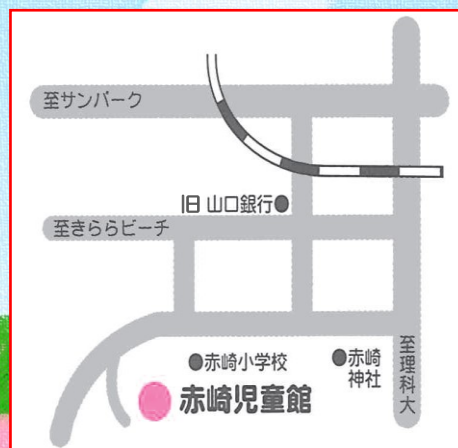 至サンパーク
旧 山口銀行
至きららビーチ
赤崎小学校
赤崎
神社
至理科大
赤崎児童館